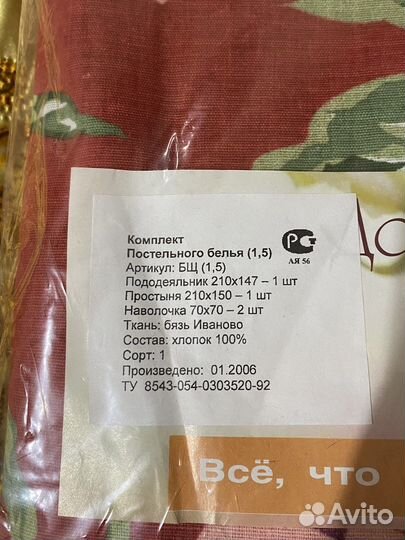 Комплект
Постельного белья (1,5)
Артикул: БЩ (1,5)
АЯ 56
Пододеяльник 210х147 – 1 шт
Простыня 210х150 – 1 шт
Наволочка 70х70 – 2 шт
Ткань: бязь Иваново
Состав: хлопок 100%
Сорт: 1
Произведено: 01.2006
ТУ 8543-054-0303520-92
Всё, что
Avito